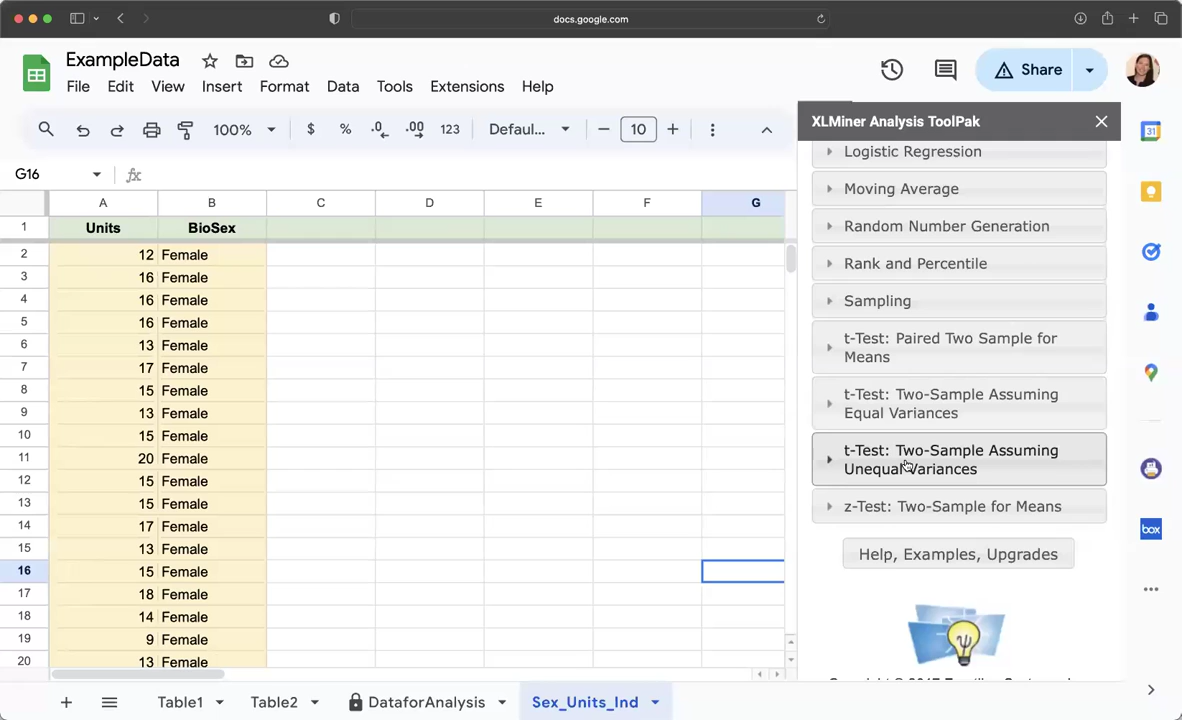 docs.google.com
ExampleData
File Edit View Insert Format Data Tools Extensions Help
Share
100% $ % .0 .00 123 Defaul... 10
G16
fx
A B C D E F G
1 Units BioSex
2 12 Female
3 16 Female
4 16 Female
5 16 Female
6 13 Female
7 17 Female
8 15 Female
9 13 Female
10 15 Female
11 20 Female
12 15 Female
13 15 Female
14 17 Female
15 13 Female
16 15 Female
17 18 Female
18 14 Female
19 9 Female
20 13 Female
Table1 Table2 DataforAnalysis Sex_Units_Ind
XLMiner Analysis ToolPak
Logistic Regression
Moving Average
Random Number Generation
Rank and Percentile
Sampling
t-Test: Paired Two Sample for
Means
t-Test: Two-Sample Assuming
Equal Variances
t-Test: Two-Sample Assuming
Unequal Variances
z-Test: Two-Sample for Means
Help, Examples, Upgrades
31
box